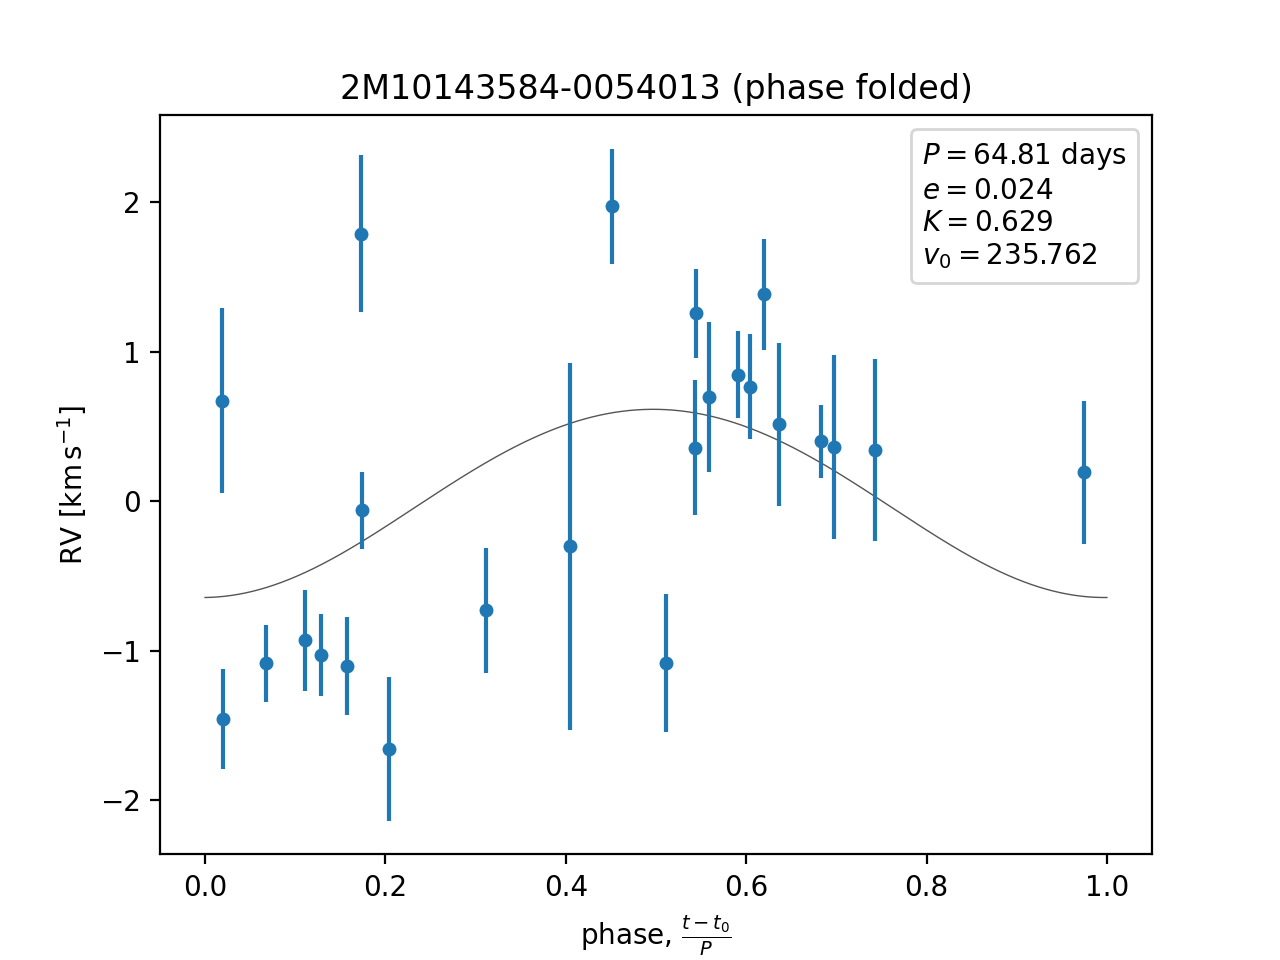 2M10143584-0054013 (phase folded)
P = 64.81 days
e = 0.024
K = 0.629
v₀ = 235.762
2
1
0
−1
−2
RV [km s⁻¹]
0.0 0.2 0.4 0.6 0.8 1.0
phase, (t − t₀)/P